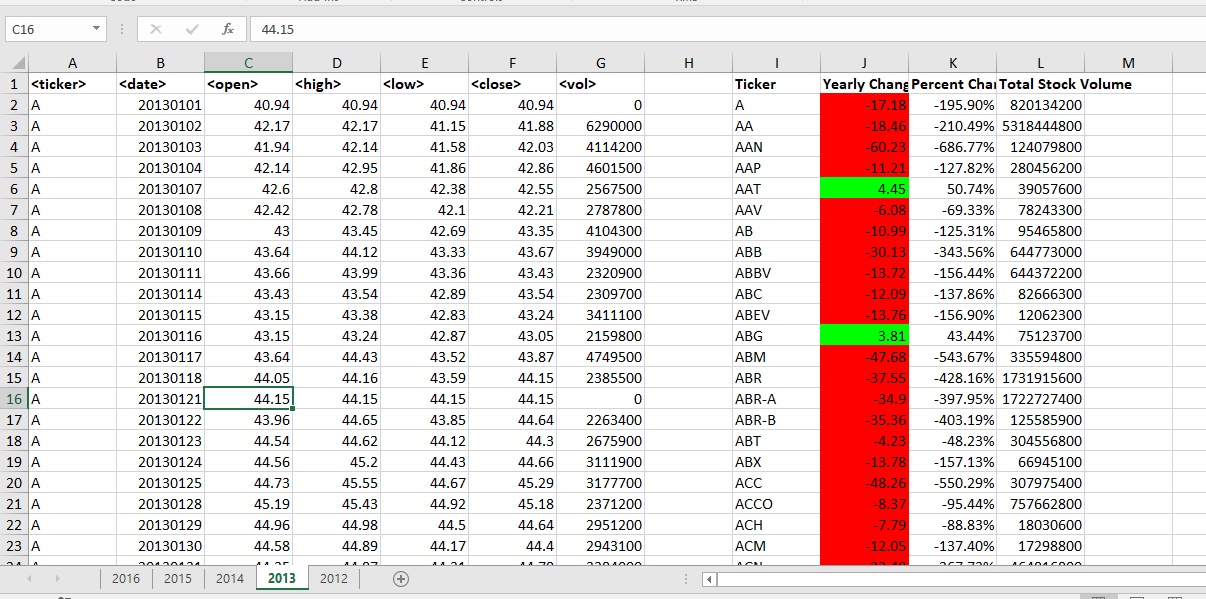 C16 fx 44.15
A B C D E F G H I J K L M
1 <ticker> <date> <open> <high> <low> <close> <vol> Ticker Yearly Chang Percent Chan Total Stock Volume
2 A 20130101 40.94 40.94 40.94 40.94 0 A -17.18 -195.90% 820134200
3 A 20130102 42.17 42.17 41.15 41.88 6290000 AA -18.46 -210.49% 5318444800
4 A 20130103 41.94 42.14 41.58 42.03 4114200 AAN -60.23 -686.77% 124079800
5 A 20130104 42.14 42.95 41.86 42.86 4601500 AAP -11.21 -127.82% 280456200
6 A 20130107 42.6 42.8 42.38 42.55 2567500 AAT 4.45 50.74% 39057600
7 A 20130108 42.42 42.78 42.1 42.21 2787800 AAV -6.08 -69.33% 78243300
8 A 20130109 43 43.45 42.69 43.35 4104300 AB -10.99 -125.31% 95465800
9 A 20130110 43.64 44.12 43.33 43.67 3949000 ABB -30.13 -343.56% 644773000
10 A 20130111 43.66 43.99 43.36 43.43 2320900 ABBV -13.72 -156.44% 644372200
11 A 20130114 43.43 43.54 42.89 43.54 2309700 ABC -12.09 -137.86% 82666300
12 A 20130115 43.15 43.38 42.83 43.24 3411100 ABEV -13.76 -156.90% 12062300
13 A 20130116 43.15 43.24 42.87 43.05 2159800 ABG 3.81 43.44% 75123700
14 A 20130117 43.64 44.43 43.52 43.87 4749500 ABM -47.68 -543.67% 335594800
15 A 20130118 44.05 44.16 43.59 44.15 2385500 ABR -37.55 -428.16% 1731915600
16 A 20130121 44.15 44.15 44.15 44.15 0 ABR-A -34.9 -397.95% 1722727400
17 A 20130122 43.96 44.65 43.85 44.64 2263400 ABR-B -35.36 -403.19% 125585900
18 A 20130123 44.54 44.62 44.12 44.3 2675900 ABT -4.23 -48.23% 304556800
19 A 20130124 44.56 45.2 44.43 44.66 3111900 ABX -13.78 -157.13% 66945100
20 A 20130125 44.73 45.55 44.67 45.29 3177700 ACC -48.26 -550.29% 307975400
21 A 20130128 45.19 45.43 44.92 45.18 2371200 ACCO -8.37 -95.44% 757662800
22 A 20130129 44.96 44.98 44.5 44.64 2951200 ACH -7.79 -88.83% 18030600
23 A 20130130 44.58 44.89 44.17 44.4 2943100 ACM -12.05 -137.40% 17298800
2016 2015 2014 2013 2012